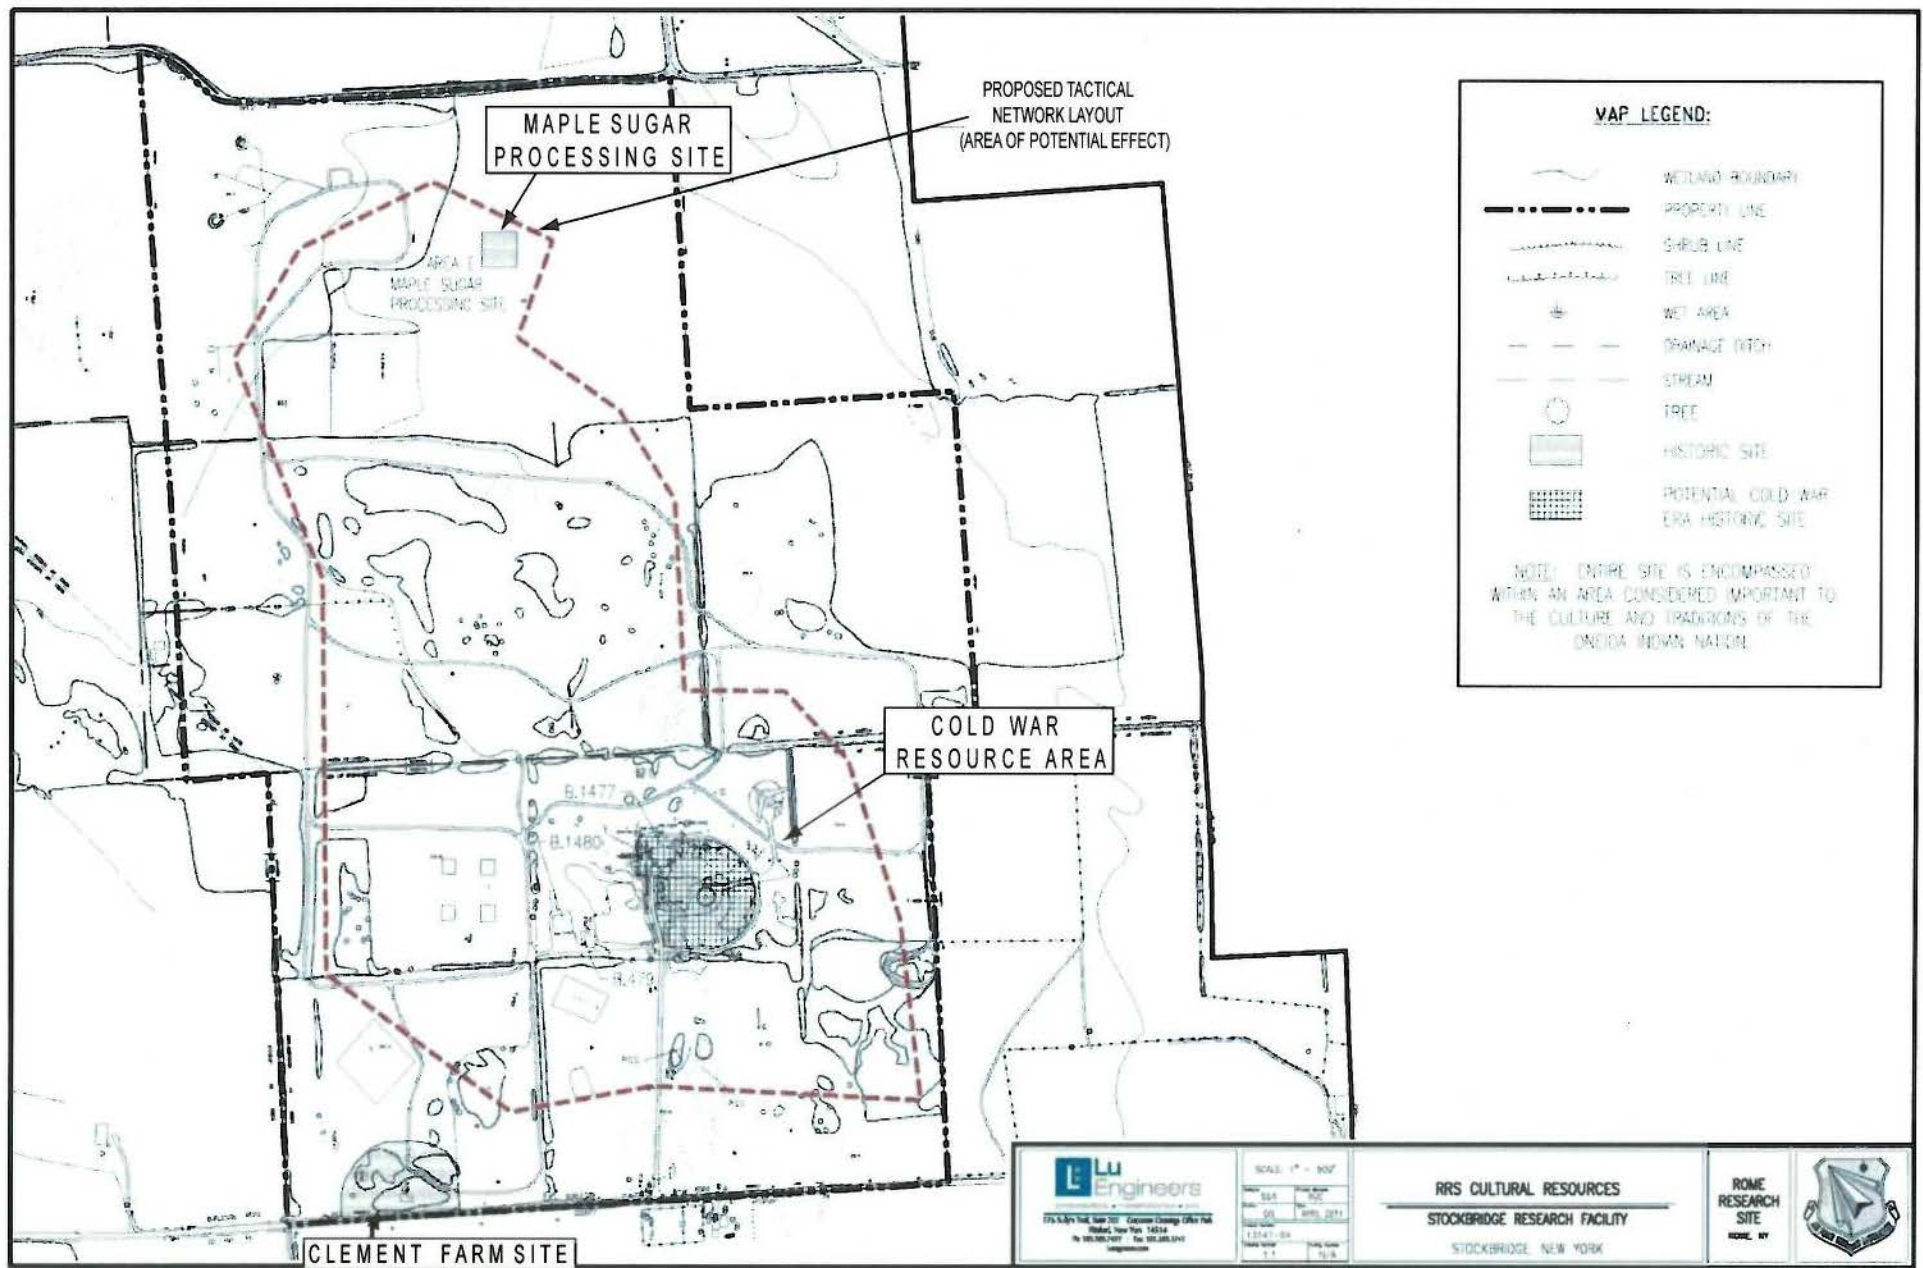 MAPLE SUGAR
PROCESSING SITE
PROPOSED TACTICAL
NETWORK LAYOUT
(AREA OF POTENTIAL EFFECT)
AREA
MAPLE SUGAR
PROCESSING SITE
COLD WAR
RESOURCE AREA
B.1477
B.1480
B.479
CLEMENT FARM SITE
MAP LEGEND:
WETLAND BOUNDARY
PROPERTY LINE
SHRUB LINE
TREE LINE
WET AREA
DRAINAGE DITCH
STREAM
TREE
HISTORIC SITE
POTENTIAL COLD WAR
ERA HISTORIC SITE
NOTE: ENTIRE SITE IS ENCOMPASSED
WITHIN AN AREA CONSIDERED IMPORTANT TO
THE CULTURE AND TRADITIONS OF THE
ONEIDA INDIAN NATION.
Lu
Engineers
RRS CULTURAL RESOURCES
STOCKBRIDGE RESEARCH FACILITY
STOCKBRIDGE, NEW YORK
ROME
RESEARCH
SITE
ROME, NY